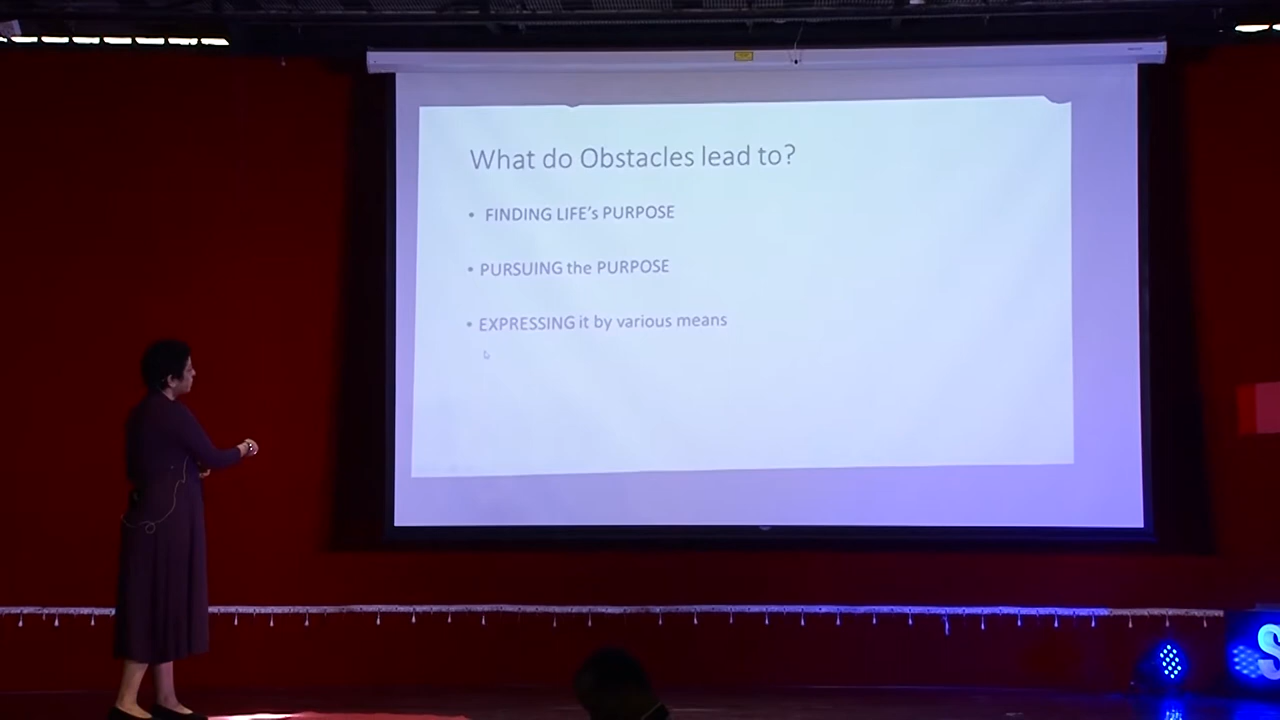 What do Obstacles lead to?
• FINDING LIFE's PURPOSE
• PURSUING the PURPOSE
• EXPRESSING it by various means
S